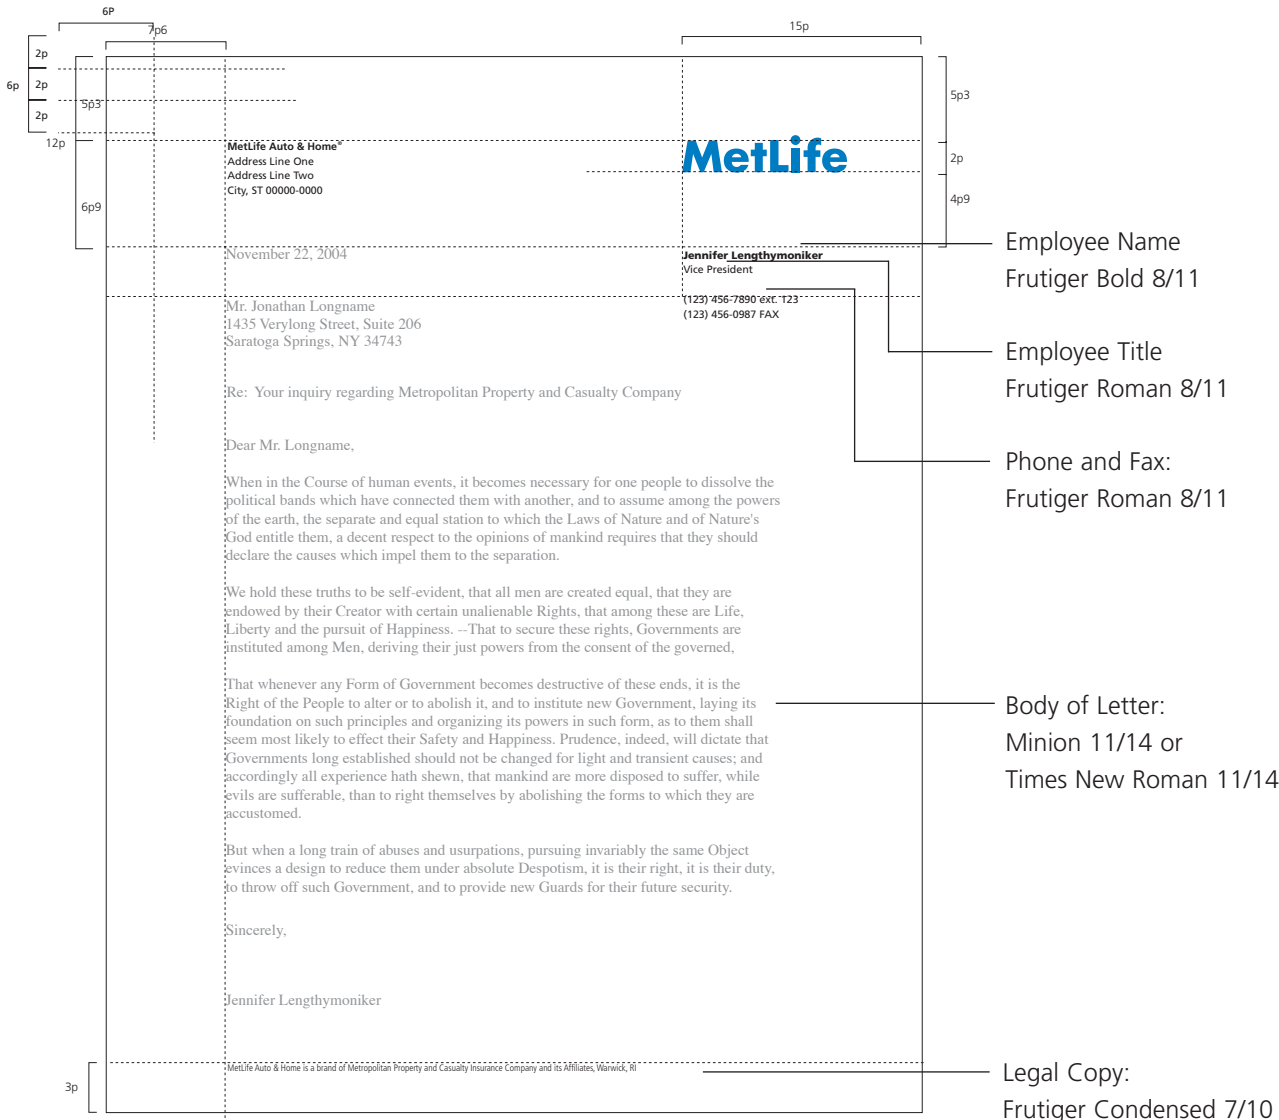 6P
7p6
15p
2p
6p
2p
2p
5p3
12p
6p9
5p3
2p
4p9
MetLife Auto & Home®
Address Line One
Address Line Two
City, ST 00000-0000
MetLife
November 22, 2004
Jennifer Lengthymoniker
Vice President
(123) 456-7890 ext. 123
(123) 456-0987 FAX
Employee Name
Frutiger Bold 8/11
Employee Title
Frutiger Roman 8/11
Phone and Fax:
Frutiger Roman 8/11
Mr. Jonathan Longname
1435 Verylong Street, Suite 206
Saratoga Springs, NY 34743
Re: Your inquiry regarding Metropolitan Property and Casualty Company
Dear Mr. Longname,
When in the Course of human events, it becomes necessary for one people to dissolve the
political bands which have connected them with another, and to assume among the powers
of the earth, the separate and equal station to which the Laws of Nature and of Nature's
God entitle them, a decent respect to the opinions of mankind requires that they should
declare the causes which impel them to the separation.
We hold these truths to be self-evident, that all men are created equal, that they are
endowed by their Creator with certain unalienable Rights, that among these are Life,
Liberty and the pursuit of Happiness. --That to secure these rights, Governments are
instituted among Men, deriving their just powers from the consent of the governed,
That whenever any Form of Government becomes destructive of these ends, it is the
Right of the People to alter or to abolish it, and to institute new Government, laying its
foundation on such principles and organizing its powers in such form, as to them shall
seem most likely to effect their Safety and Happiness. Prudence, indeed, will dictate that
Governments long established should not be changed for light and transient causes; and
accordingly all experience hath shewn, that mankind are more disposed to suffer, while
evils are sufferable, than to right themselves by abolishing the forms to which they are
accustomed.
But when a long train of abuses and usurpations, pursuing invariably the same Object
evinces a design to reduce them under absolute Despotism, it is their right, it is their duty,
to throw off such Government, and to provide new Guards for their future security.
Sincerely,
Jennifer Lengthymoniker
Body of Letter:
Minion 11/14 or
Times New Roman 11/14
3p
MetLife Auto & Home is a brand of Metropolitan Property and Casualty Insurance Company and its Affiliates, Warwick, RI
Legal Copy:
Frutiger Condensed 7/10